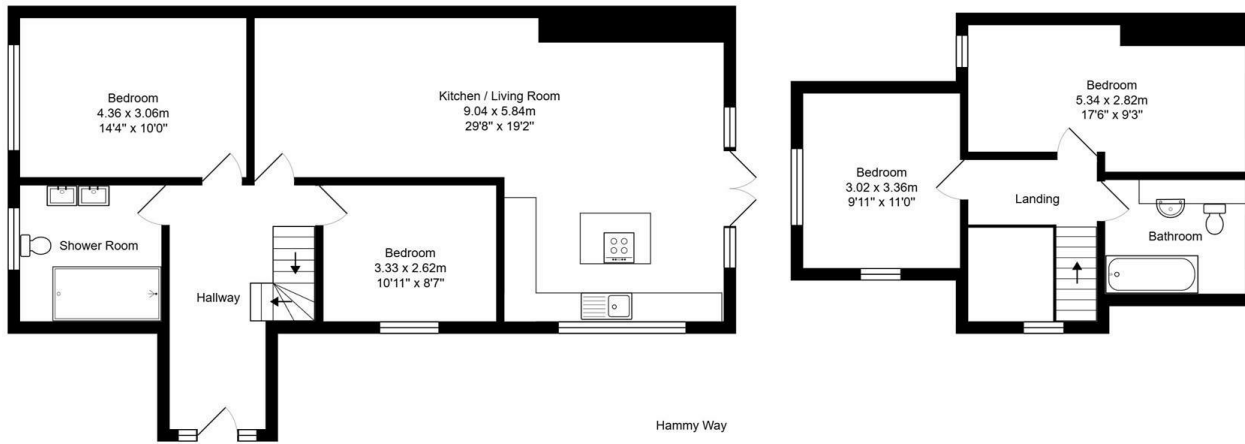 Bedroom
4.36 x 3.06m
14'4" x 10'0"
Kitchen / Living Room
9.04 x 5.84m
29'8" x 19'2"
Shower Room
Hallway
Bedroom
3.33 x 2.62m
10'11" x 8'7"
Bedroom
5.34 x 2.82m
17'6" x 9'3"
Bedroom
3.02 x 3.36m
9'11" x 11'0"
Landing
Bathroom
Hammy Way